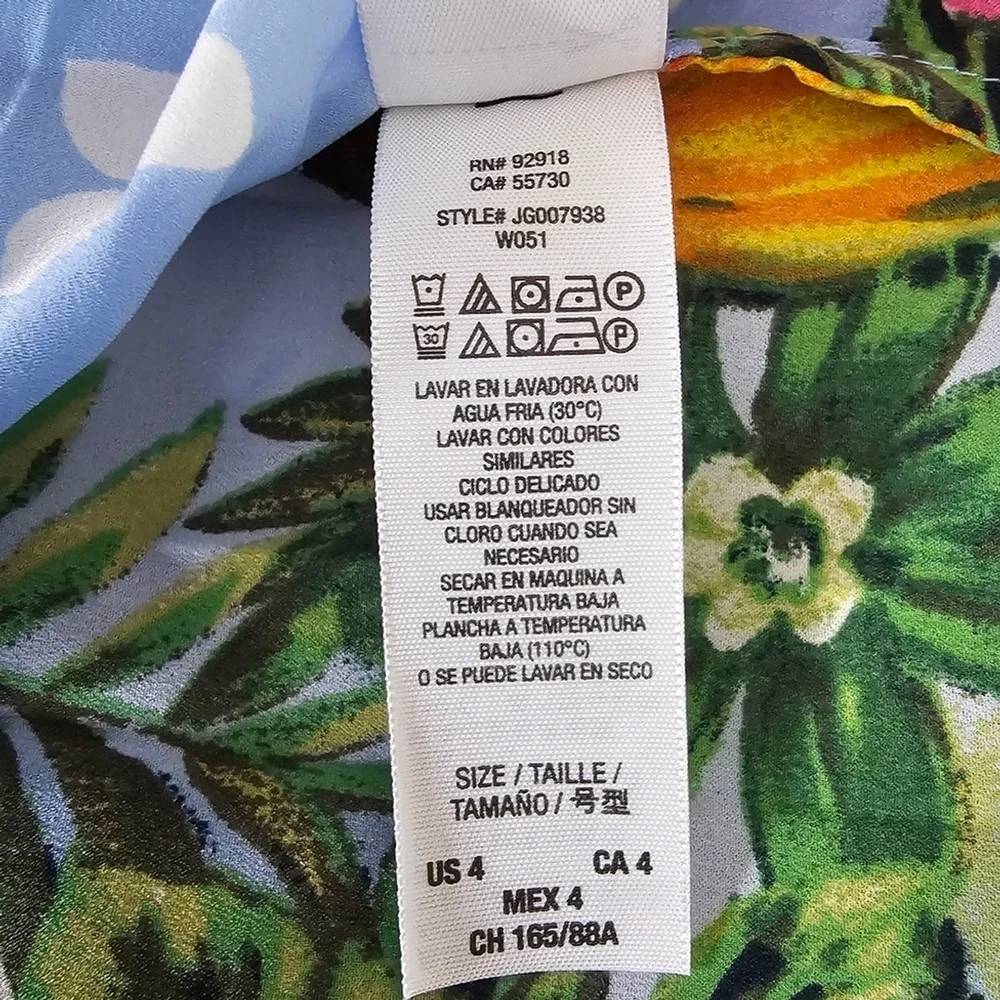 RN# 92918
CA# 55730
STYLE# JG007938
W051
P
30 P
LAVAR EN LAVADORA CON
AGUA FRIA (30°C)
LAVAR CON COLORES
SIMILARES
CICLO DELICADO
USAR BLANQUEADOR SIN
CLORO CUANDO SEA
NECESARIO
SECAR EN MAQUINA A
TEMPERATURA BAJA
PLANCHA A TEMPERATURA
BAJA (110°C)
O SE PUEDE LAVAR EN SECO
SIZE / TAILLE /
TAMAÑO / 号型
US 4 CA 4
MEX 4
CH 165/88A